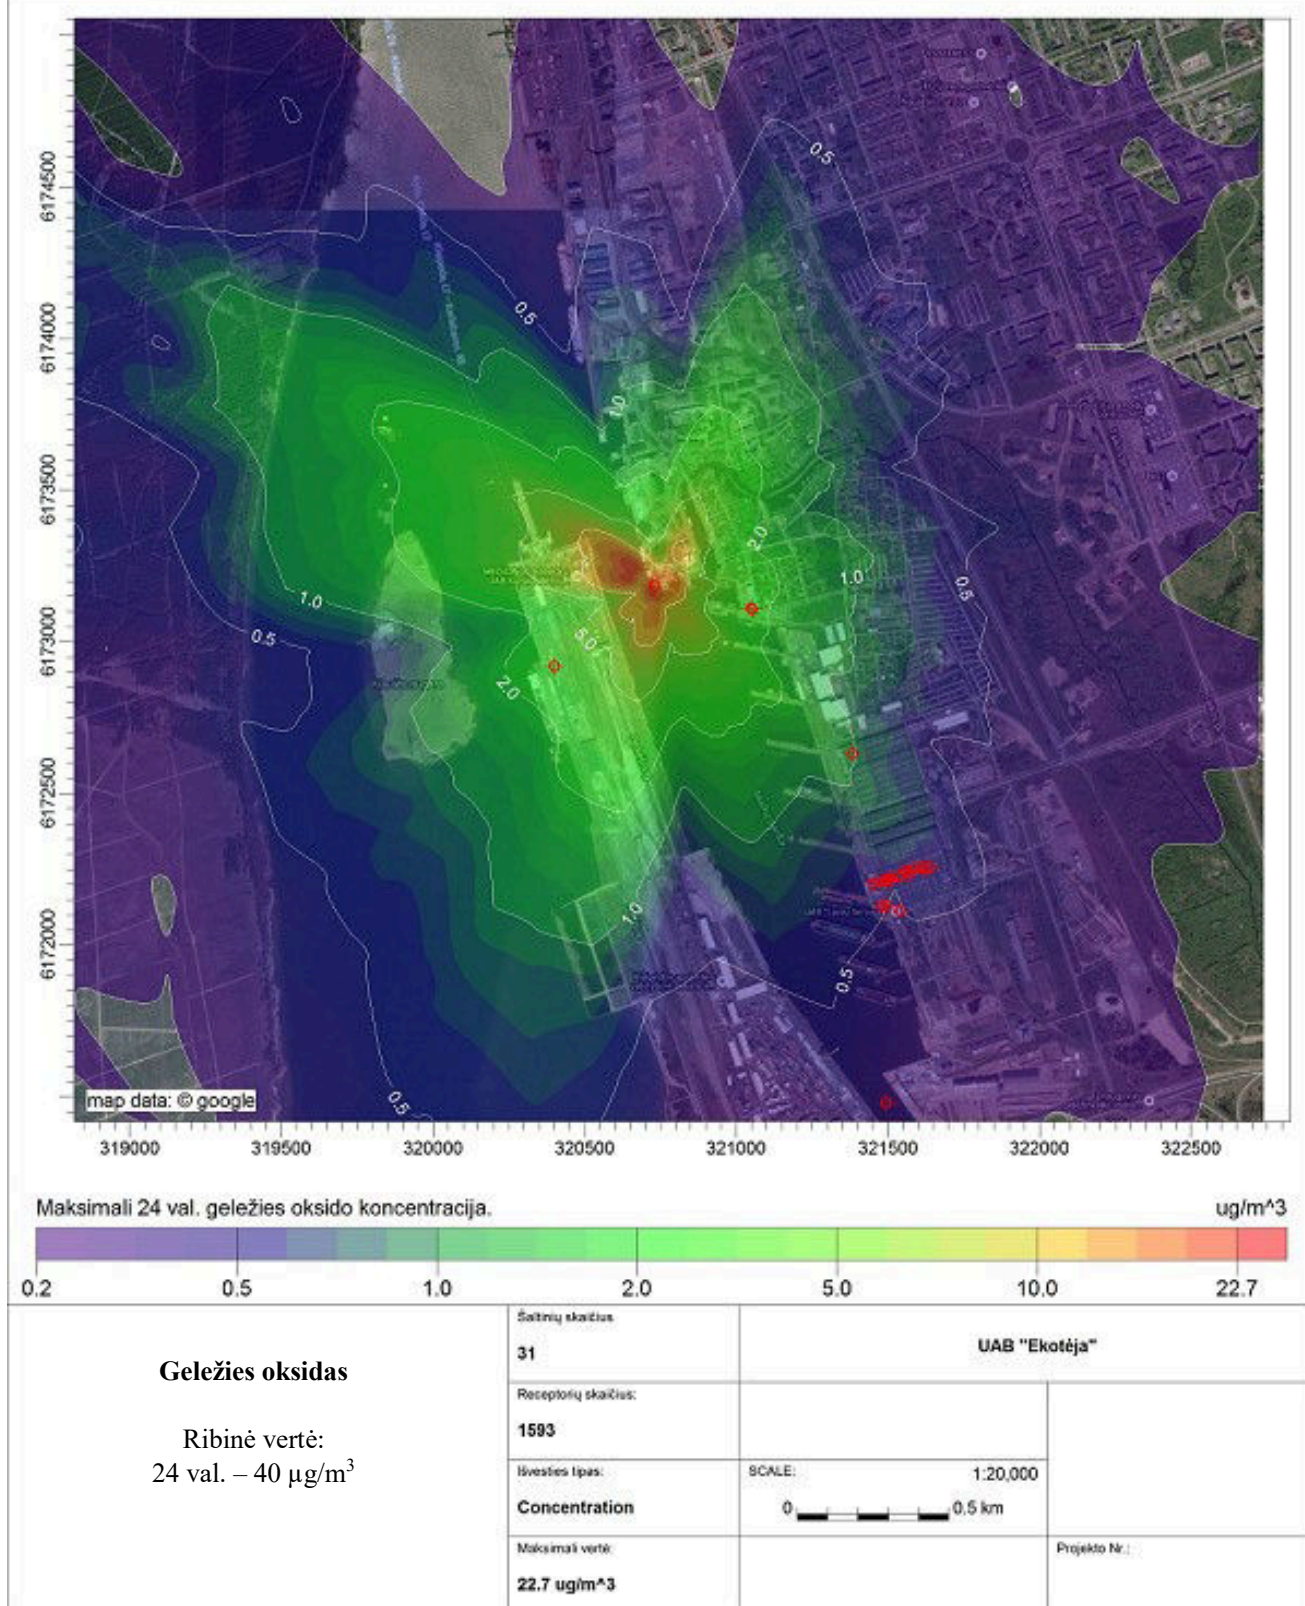 0.5
0.5
1.0
2.0
1.0
0.5
1.0
0.5
5.0
2.0
1.0
0.5
0.5
6174500
6174000
6173500
6173000
6172500
6172000
map data: © google
319000 319500 320000 320500 321000 321500 322000 322500
Maksimali 24 val. geležies oksido koncentracija. ug/m^3
0.2 0.5 1.0 2.0 5.0 10.0 22.7
Geležies oksidas
Ribinė vertė:
24 val. – 40 µg/m³
Šaltinių skaičius
31
UAB "Ekotėja"
Receptorių skaičius:
1593
Išvesties tipas:
Concentration
SCALE: 1:20,000
0 0.5 km
Maksimali vertė:
22.7 ug/m^3
Projekto Nr.: